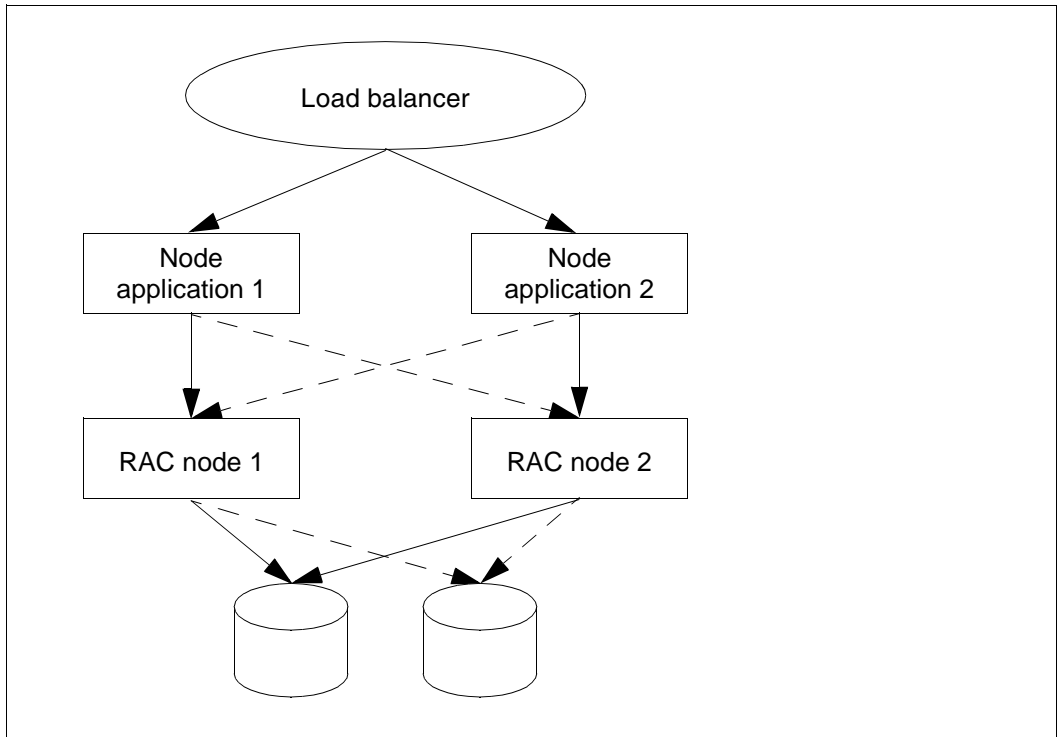 Load balancer
Node
application 1
Node
application 2
RAC node 1
RAC node 2